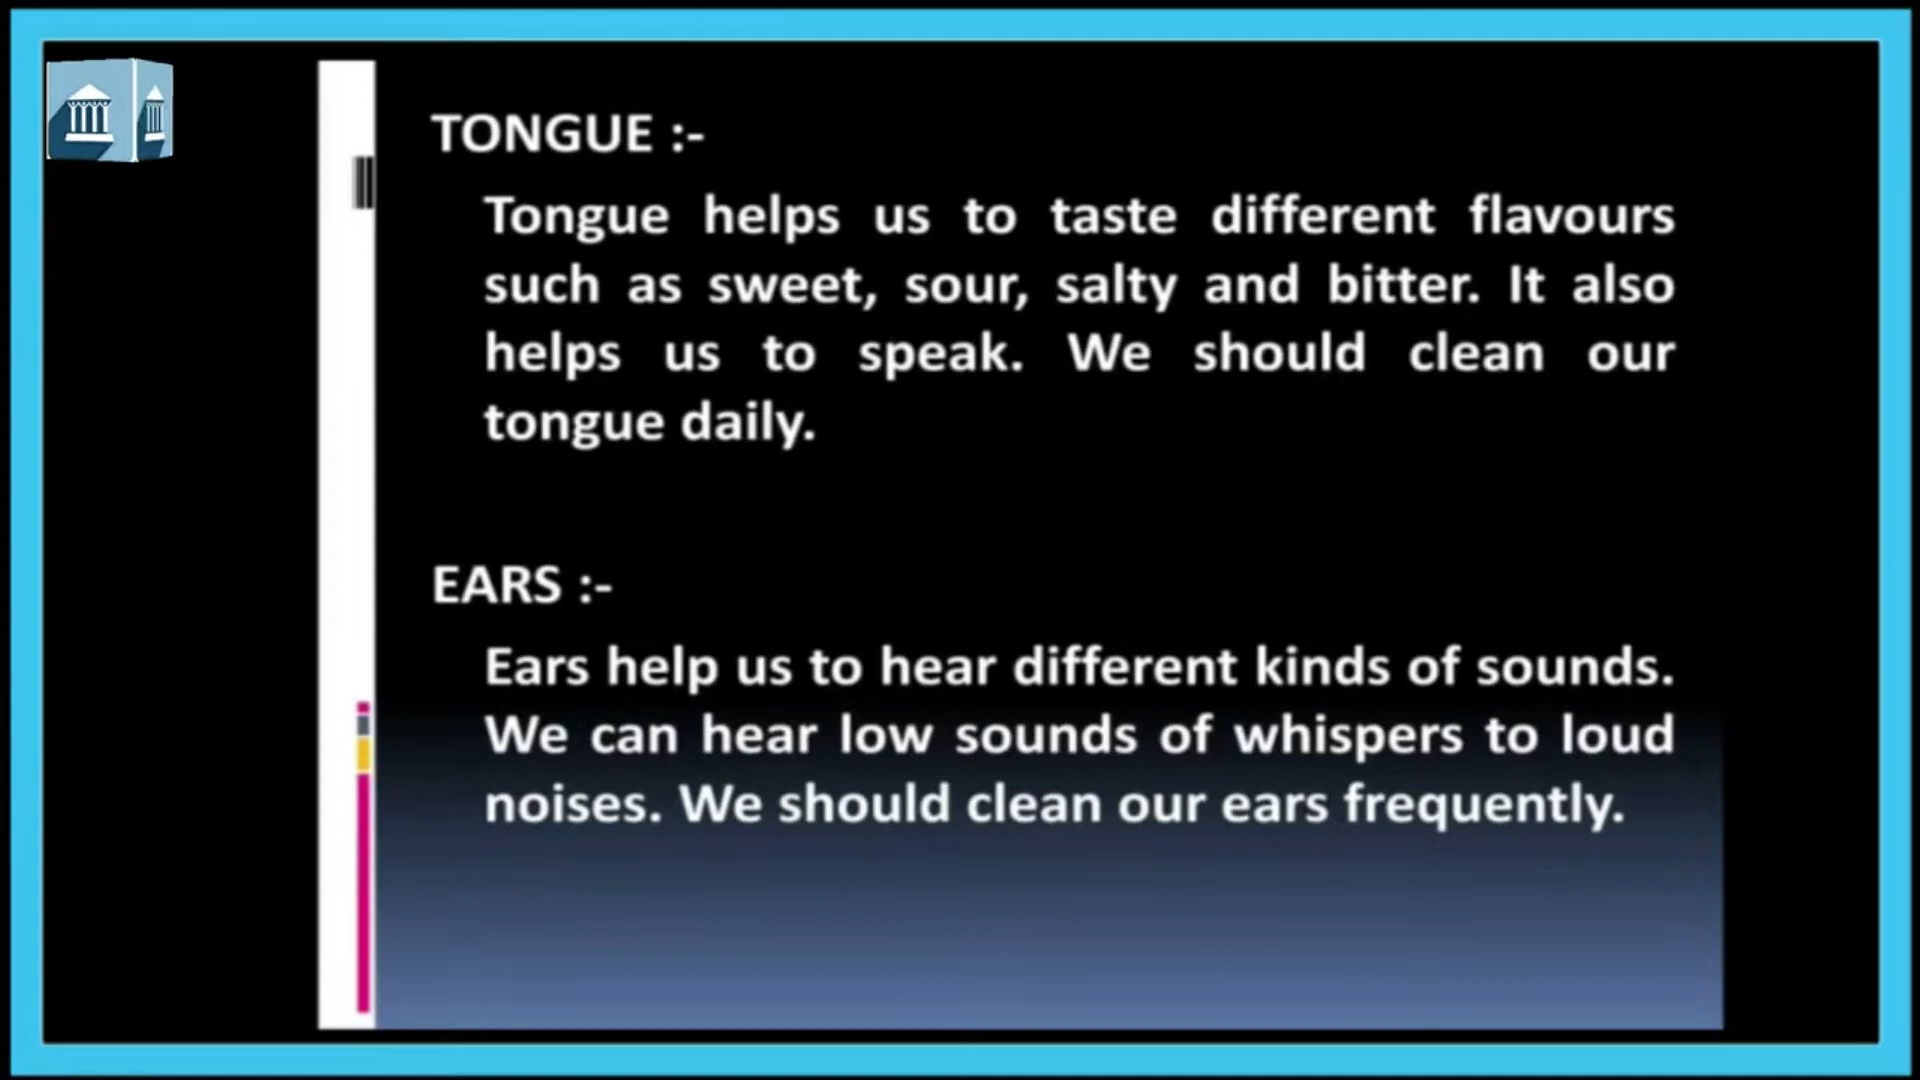 TONGUE :-
Tongue helps us to taste different flavours
such as sweet, sour, salty and bitter. It also
helps us to speak. We should clean our
tongue daily.
EARS :-
Ears help us to hear different kinds of sounds.
We can hear low sounds of whispers to loud
noises. We should clean our ears frequently.